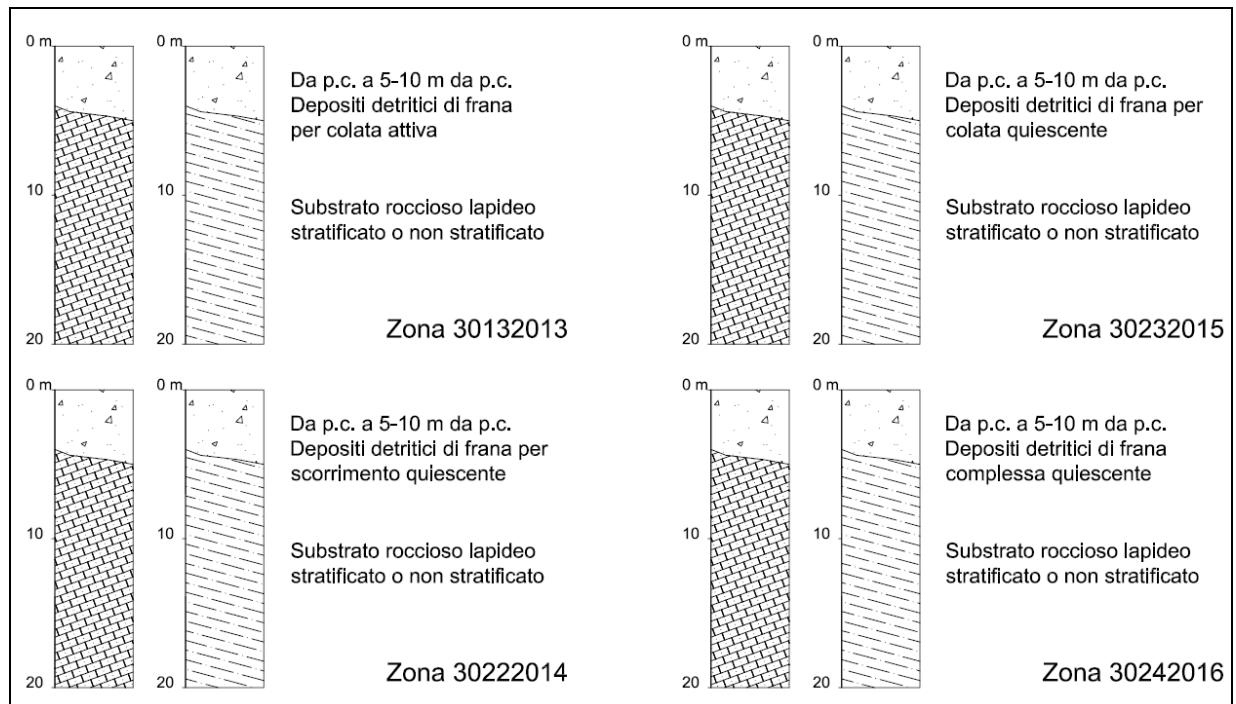 0 m
0 m
Da p.c. a 5-10 m da p.c.
Depositi detritici di frana
per colata attiva
10
10
Substrato roccioso lapideo
stratificato o non stratificato
20
20
Zona 30132013
0 m
0 m
Da p.c. a 5-10 m da p.c.
Depositi detritici di frana per
colata quiescente
10
10
Substrato roccioso lapideo
stratificato o non stratificato
20
20
Zona 30232015
0 m
0 m
Da p.c. a 5-10 m da p.c.
Depositi detritici di frana per
scorrimento quiescente
10
10
Substrato roccioso lapideo
stratificato o non stratificato
20
20
Zona 30222014
0 m
0 m
Da p.c. a 5-10 m da p.c.
Depositi detritici di frana
complessa quiescente
10
10
Substrato roccioso lapideo
stratificato o non stratificato
20
20
Zona 30242016